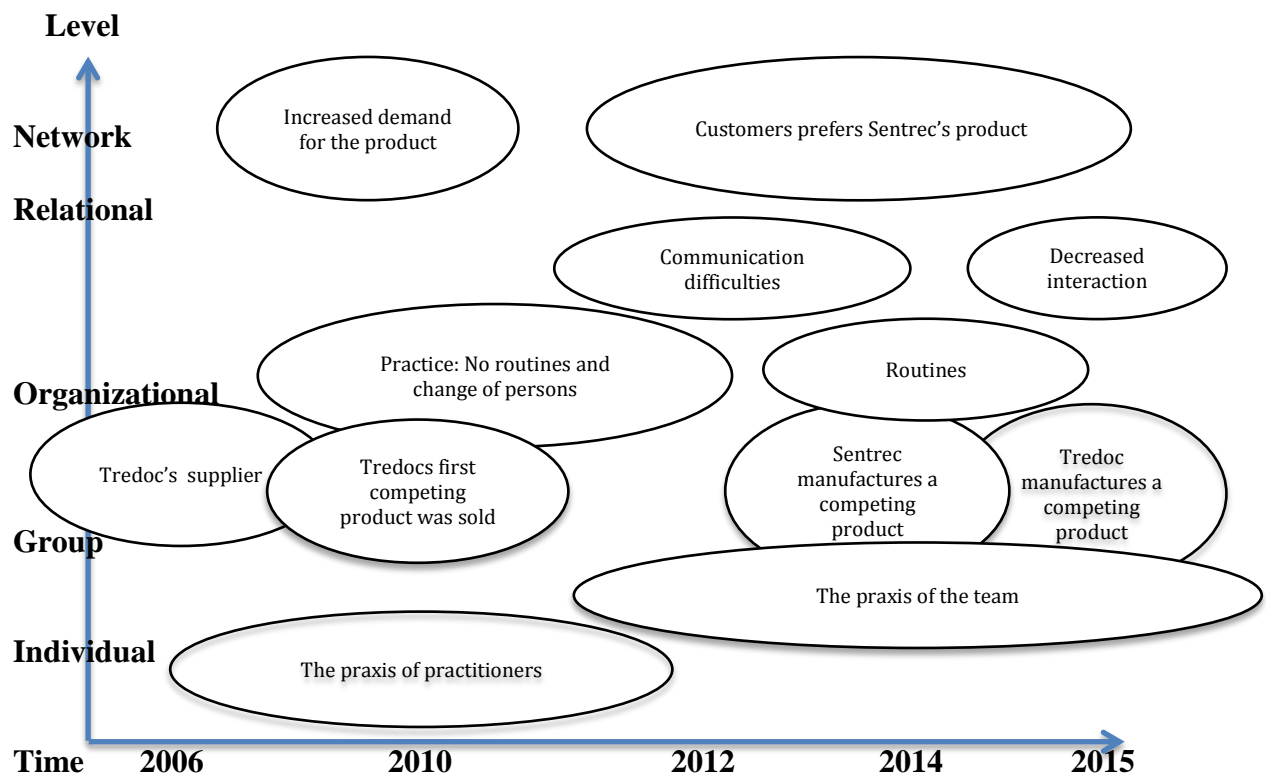 Level
Increased demand
for the product
Customers prefers Sentrec’s product
Network
Relational
Communication
difficulties
Decreased
interaction
Practice: No routines and
change of persons
Routines
Organizational
Tredoc’s supplier
Tredocs first
competing
product was sold
Sentrec
manufactures a
competing
product
Tredoc
manufactures a
competing
product
Group
The praxis of the team
Individual
The praxis of practitioners
Time 2006 2010 2012 2014 2015